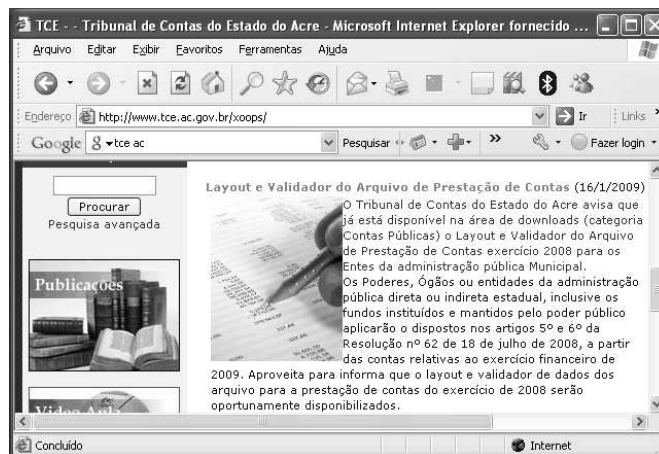 TCE - - Tribunal de Contas do Estado do Acre - Microsoft Internet Explorer fornecido ...
Arquivo Editar Exibir Favoritos Ferramentas Ajuda
Endereço http://www.tce.ac.gov.br/xoops/ Ir Links
Google tce ac Pesquisar Fazer login
Procurar
Pesquisa avançada
Publicações
Video Aula
Layout e Validador do Arquivo de Prestação de Contas (16/1/2009)
O Tribunal de Contas do Estado do Acre avisa que
já está disponível na área de downloads (categoria
Contas Públicas) o Layout e Validador do Arquivo
de Prestação de Contas exercício 2008 para os
Entes da administração pública Municipal.
Os Poderes, Ógãos ou entidades da administração
pública direta ou indireta estadual, inclusive os
fundos instituídos e mantidos pelo poder público
aplicarão o dispostos nos artigos 5º e 6º da
Resolução nº 62 de 18 de julho de 2008, a partir
das contas relativas ao exercício financeiro de
2009. Aproveita para informa que o layout e validador de dados dos
arquivo para a prestação de contas do exercício de 2008 serão
oportunamente disponibilizados.
Concluído Internet